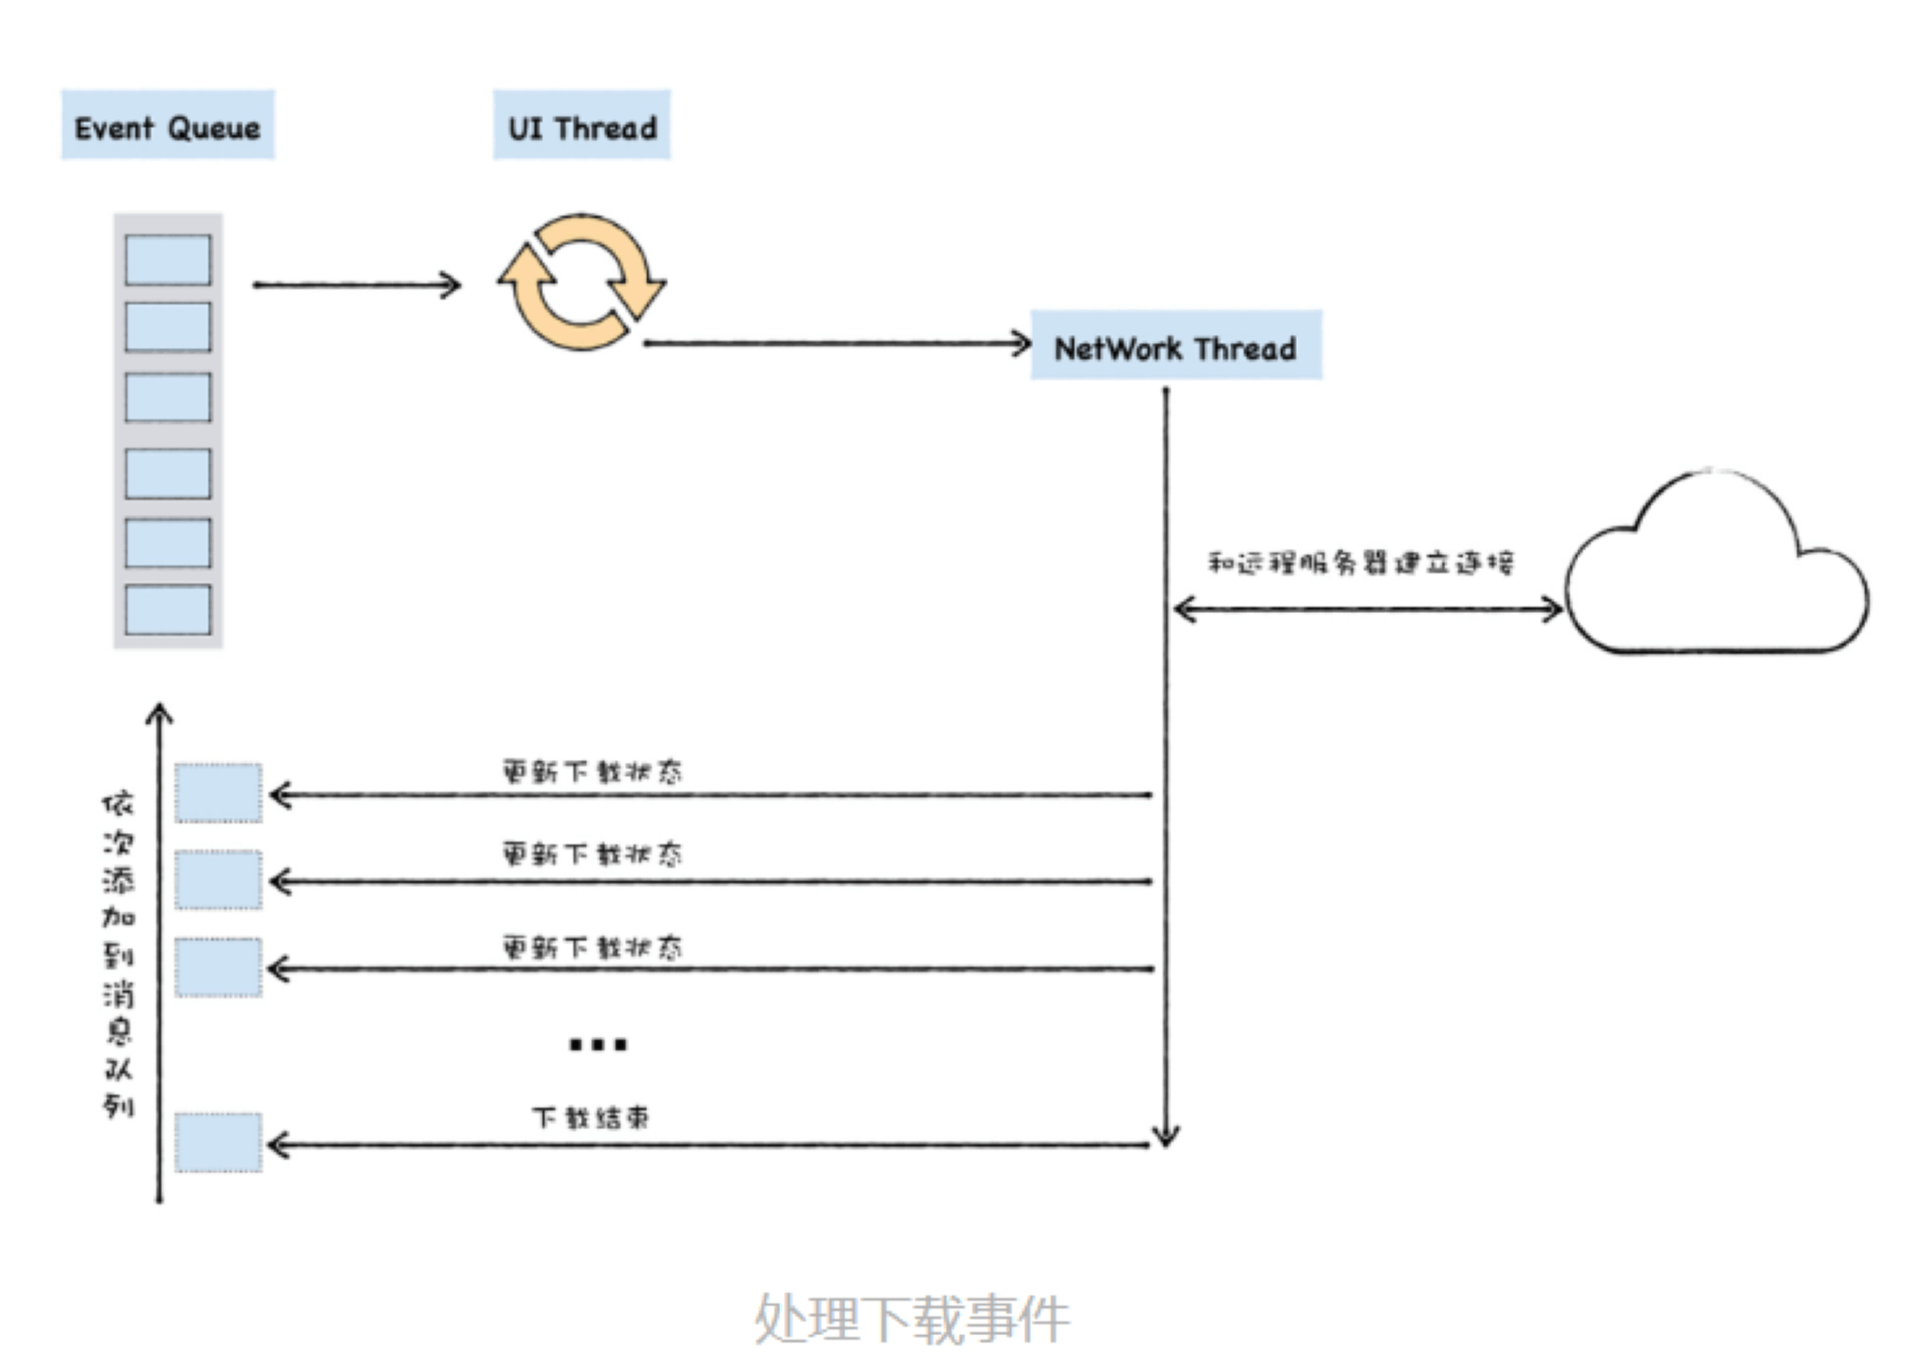 Event Queue
UI Thread
NetWork Thread
和远程服务器建立连接
更新下载状态
更新下载状态
更新下载状态
...
下载结束
依次添加到消息队列
处理下载事件